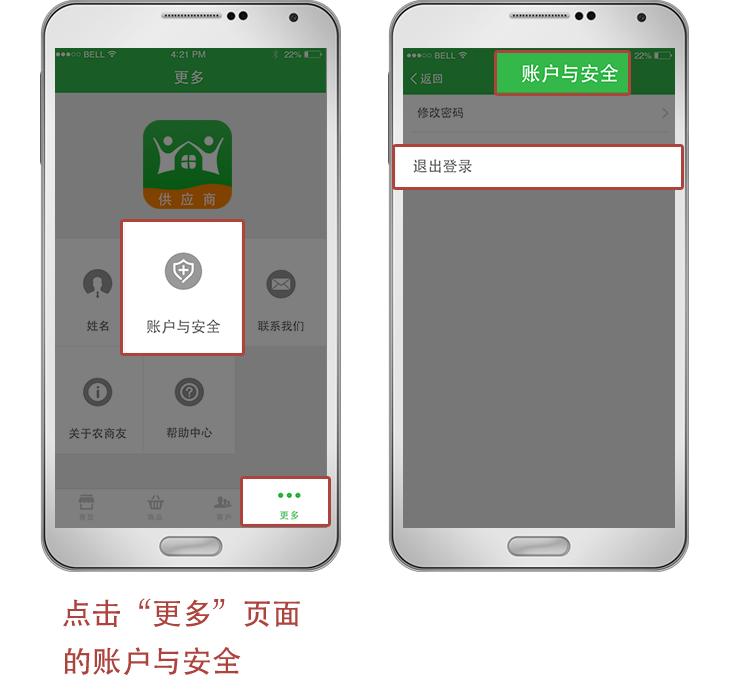 ●●●○○ BELL 4:21 PM 22%
更多
供应商
姓名
账户与安全
联系我们
关于农商友
帮助中心
商品
客户
更多
●●●○○ BELL 22%
返回
账户与安全
修改密码
退出登录
点击“更多”页面
的账户与安全